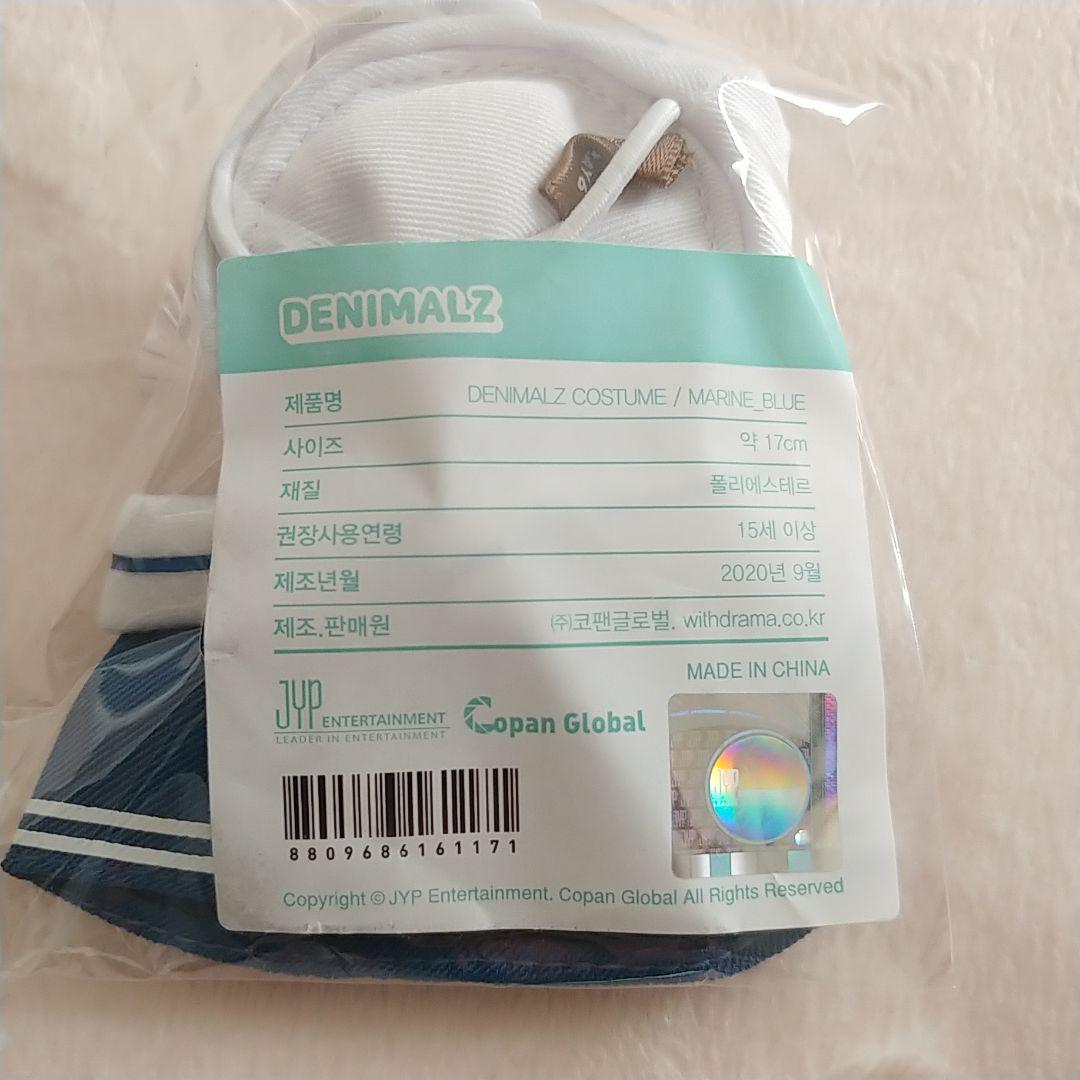 DAY6
DENIMALZ
제품명 DENIMALZ COSTUME / MARINE_BLUE
사이즈 약 17cm
재질 폴리에스테르
권장사용연령 15세 이상
제조년월 2020년 9월
제조.판매원 ㈜코팬글로벌. withdrama.co.kr
MADE IN CHINA
JYP ENTERTAINMENT
LEADER IN ENTERTAINMENT
Copan Global
JYP
8809686161171
Copyright © JYP Entertainment. Copan Global All Rights Reserved